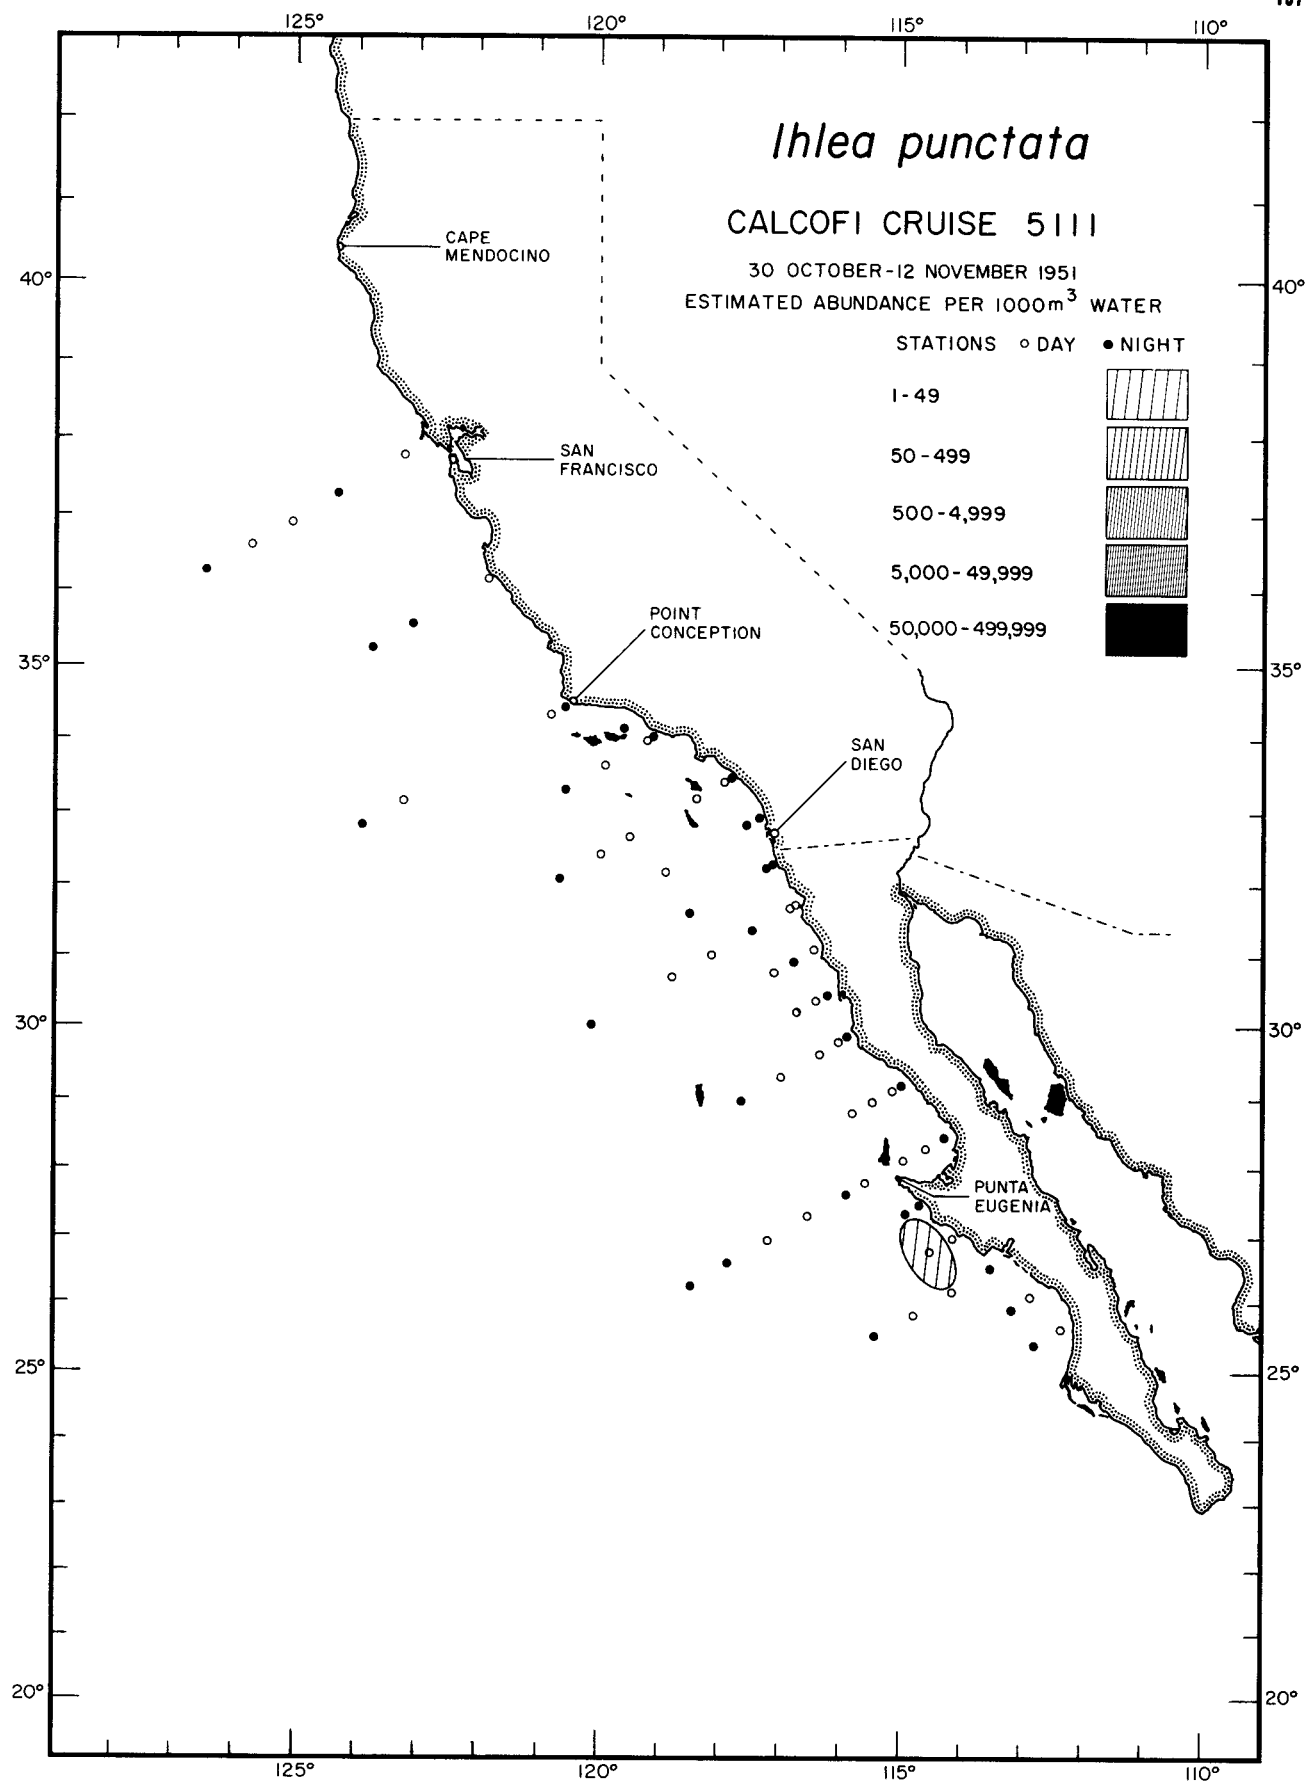 125° 120° 115° 110°
Ihlea punctata
CALCOFI CRUISE 5111
30 OCTOBER-12 NOVEMBER 1951
ESTIMATED ABUNDANCE PER 1000m³ WATER
STATIONS ○ DAY ● NIGHT
1-49
50-499
500-4,999
5,000-49,999
50,000-499,999
CAPE
MENDOCINO
40° 40°
SAN
FRANCISCO
POINT
CONCEPTION
35° 35°
SAN
DIEGO
30° 30°
PUNTA
EUGENIA
25° 25°
20° 20°
125° 120° 115° 110°